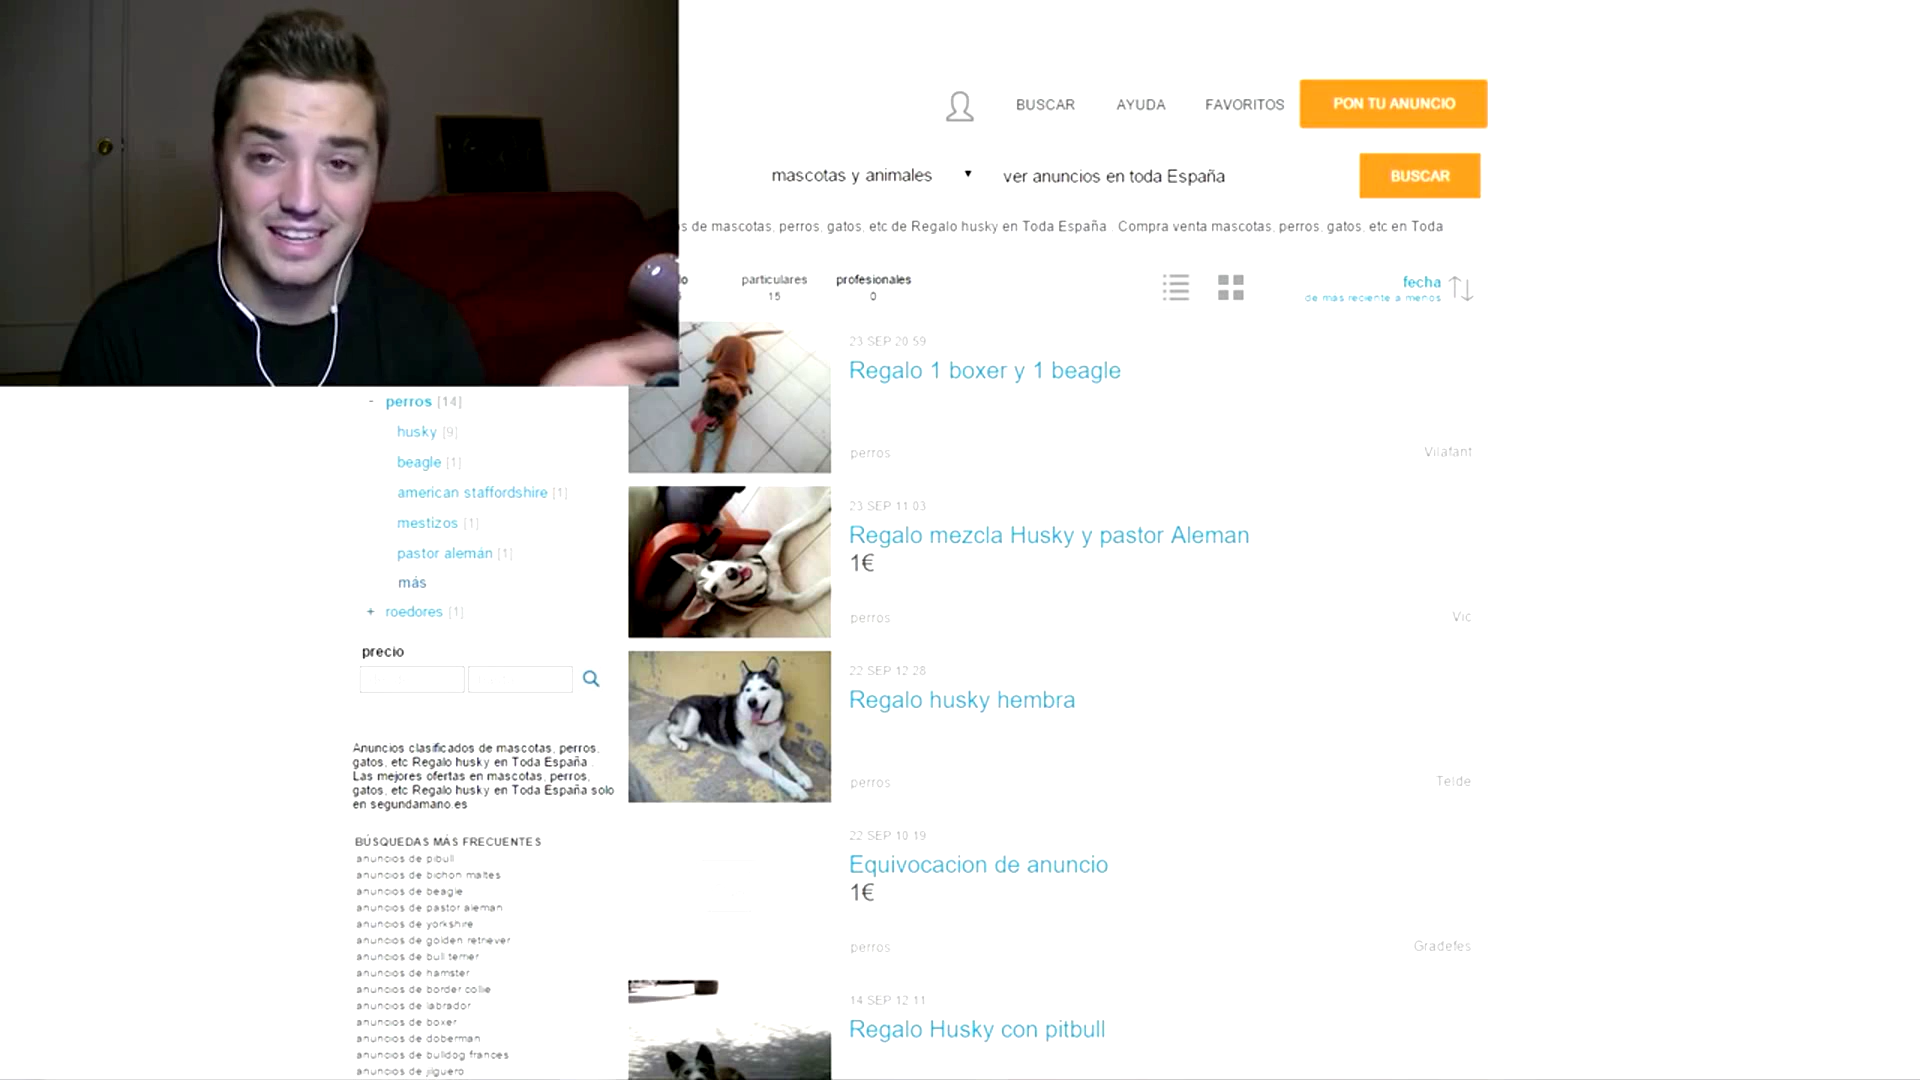 BUSCAR
AYUDA
FAVORITOS
PON TU ANUNCIO
mascotas y animales
ver anuncios en toda España
BUSCAR
de mascotas, perros, gatos, etc de Regalo husky en Toda España Compra venta mascotas, perros, gatos, etc en Toda
particulares
15
profesionales
0
fecha
de más reciente a menos
23 SEP 20:59
Regalo 1 boxer y 1 beagle
perros
Vilafant
23 SEP 11:03
Regalo mezcla Husky y pastor Aleman
1€
perros
Vic
22 SEP 12:28
Regalo husky hembra
perros
Telde
22 SEP 10:19
Equivocacion de anuncio
1€
perros
Gradefes
14 SEP 12:11
Regalo Husky con pitbull
- perros [14]
husky [9]
beagle [1]
american staffordshire [1]
mestizos [1]
pastor alemán [1]
más
+ roedores [1]
precio
Anuncios clasificados de mascotas, perros,
gatos, etc Regalo husky en Toda España .
Las mejores ofertas en mascotas, perros,
gatos, etc Regalo husky en Toda España solo
en segundamano.es
BÚSQUEDAS MÁS FRECUENTES
anuncios de pibull
anuncios de bichon maltes
anuncios de beagle
anuncios de pastor aleman
anuncios de yorkshire
anuncios de golden retriever
anuncios de bull terrier
anuncios de hamster
anuncios de border collie
anuncios de labrador
anuncios de boxer
anuncios de doberman
anuncios de bulldog frances
anuncios de jilguero